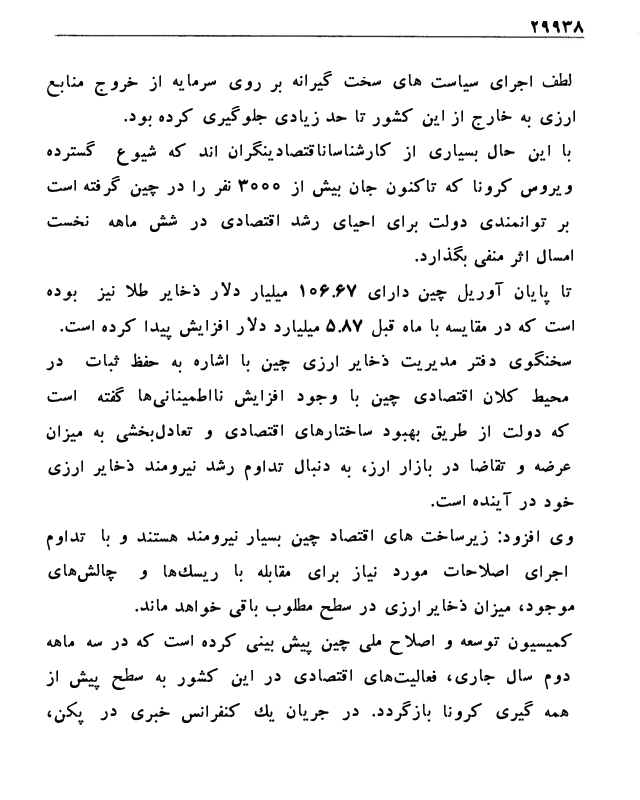 ۲۹۹۳۸
لطف اجرای سیاست های سخت گیرانه بر روی سرمایه از خروج منابع
ارزی به خارج از این کشور تا حد زیادی جلوگیری کرده بود.
با این حال بسیاری از کارشناساناقتصادینگران اند که شیوع گسترده
ویروس کرونا که تاکنون جان بیش از ۳۰۰۰ نفر را در چین گرفته است
بر توانمندی دولت برای احیای رشد اقتصادی در شش ماهه نخست
امسال اثر منفی بگذارد.
تا پایان آوریل چین دارای ۱۰۶.۶۷ میلیار دلار ذخایر طلا نیز بوده
است که در مقایسه با ماه قبل ۵.۸۷ میلیارد دلار افزایش پیدا کرده است.
سخنگوی دفتر مدیریت ذخایر ارزی چین با اشاره به حفظ ثبات در
محیط کلان اقتصادی چین با وجود افزایش نااطمینانی‌ها گفته است
که دولت از طریق بهبود ساختارهای اقتصادی و تعادل‌بخشی به میزان
عرضه و تقاضا در بازار ارز، به دنبال تداوم رشد نیرومند ذخایر ارزی
خود در آینده است.
وی افزود: زیرساخت های اقتصاد چین بسیار نیرومند هستند و با تداوم
اجرای اصلاحات مورد نیاز برای مقابله با ریسك‌ها و چالش‌های
موجود، میزان ذخایر ارزی در سطح مطلوب باقی خواهد ماند.
کمیسیون توسعه و اصلاح ملی چین پیش بینی کرده است که در سه ماهه
دوم سال جاری، فعالیت‌های اقتصادی در این کشور به سطح پیش از
همه گیری کرونا بازگردد. در جریان یك کنفرانس خبری در پکن،